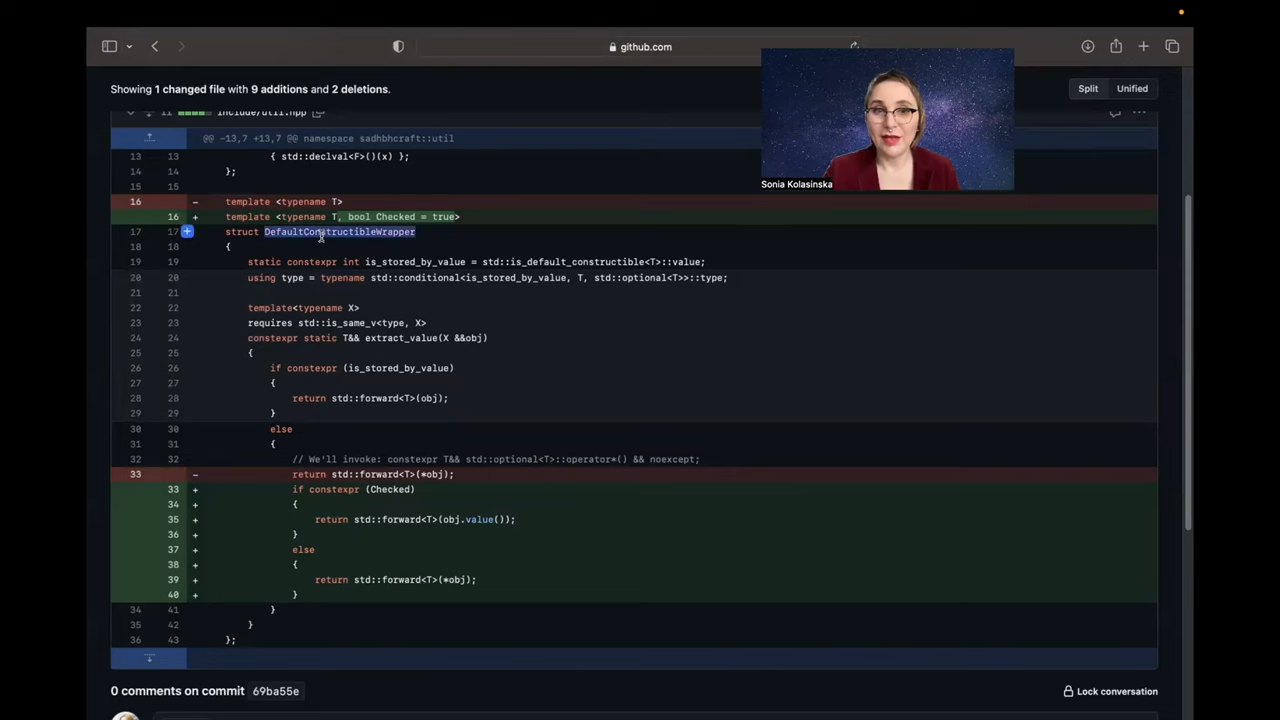 github.com
Showing 1 changed file with 9 additions and 2 deletions.
Split
Unified
include/util.hpp
@@ -13,7 +13,7 @@ namespace sadhbhcraft::util
13 13 { std::declval<F>()(x) };
14 14 };
15 15
16 - template <typename T>
16 + template <typename T, bool Checked = true>
17 17 struct DefaultConstructibleWrapper
18 18 {
19 19 static constexpr int is_stored_by_value = std::is_default_constructible<T>::value;
20 20 using type = typename std::conditional<is_stored_by_value, T, std::optional<T>>::type;
21 21
22 22 template<typename X>
23 23 requires std::is_same_v<type, X>
24 24 constexpr static T&& extract_value(X &&obj)
25 25 {
26 26 if constexpr (is_stored_by_value)
27 27 {
28 28 return std::forward<T>(obj);
29 29 }
30 30 else
31 31 {
32 32 // We'll invoke: constexpr T&& std::optional<T>::operator*() && noexcept;
33 - return std::forward<T>(*obj);
33 + if constexpr (Checked)
34 + {
35 + return std::forward<T>(obj.value());
36 + }
37 + else
38 + {
39 + return std::forward<T>(*obj);
40 + }
34 41 }
35 42 }
36 43 };
0 comments on commit 69ba55e
Lock conversation
Sonia Kolasinska